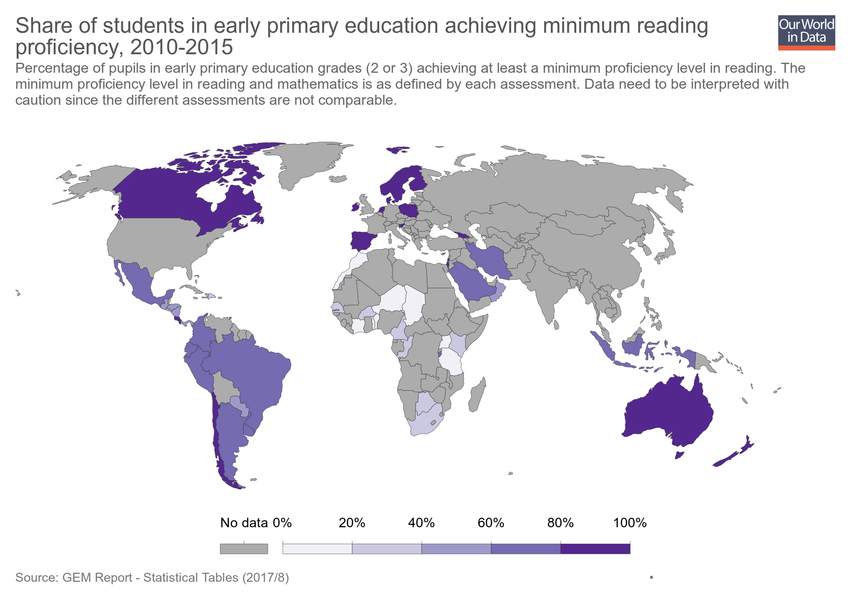 Share of students in early primary education achieving minimum reading
proficiency, 2010-2015
Our World
in Data
Percentage of pupils in early primary education grades (2 or 3) achieving at least a minimum proficiency level in reading. The
minimum proficiency level in reading and mathematics is as defined by each assessment. Data need to be interpreted with
caution since the different assessments are not comparable.
No data 0% 20% 40% 60% 80% 100%
Source: GEM Report - Statistical Tables (2017/8)